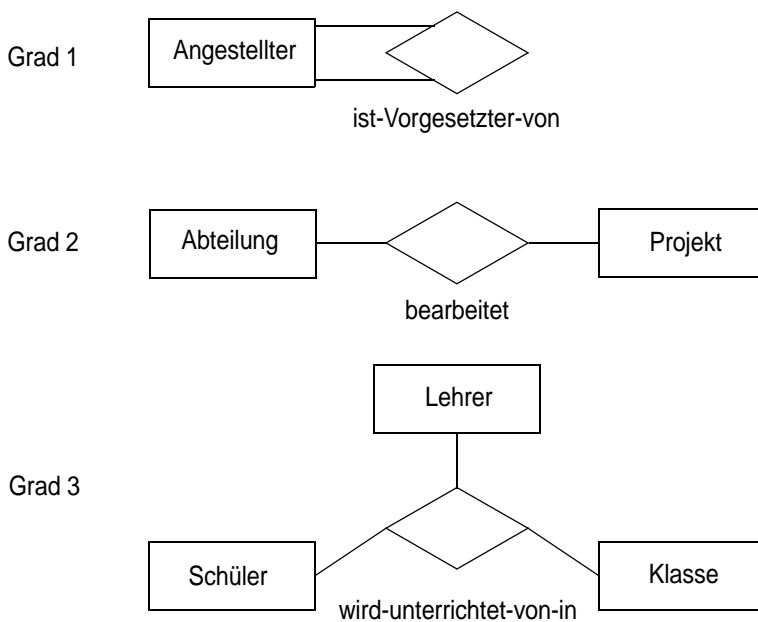 Grad 1
Angestellter
ist-Vorgesetzter-von
Grad 2
Abteilung
Projekt
bearbeitet
Lehrer
Grad 3
Schüler
Klasse
wird-unterrichtet-von-in